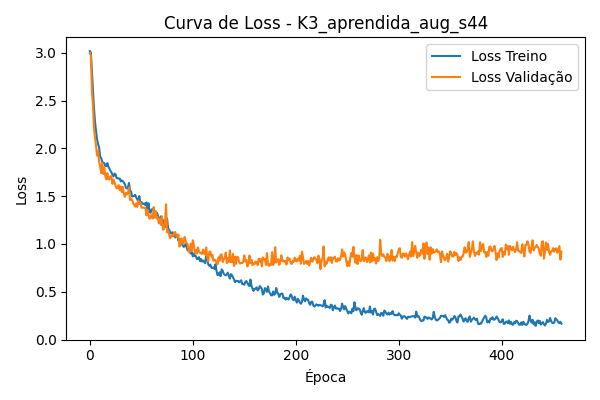 Curva de Loss - K3_aprendida_aug_s44
Loss Treino
Loss Validação
3.0
2.5
2.0
1.5
1.0
0.5
0.0
Loss
0
100
200
300
400
Época